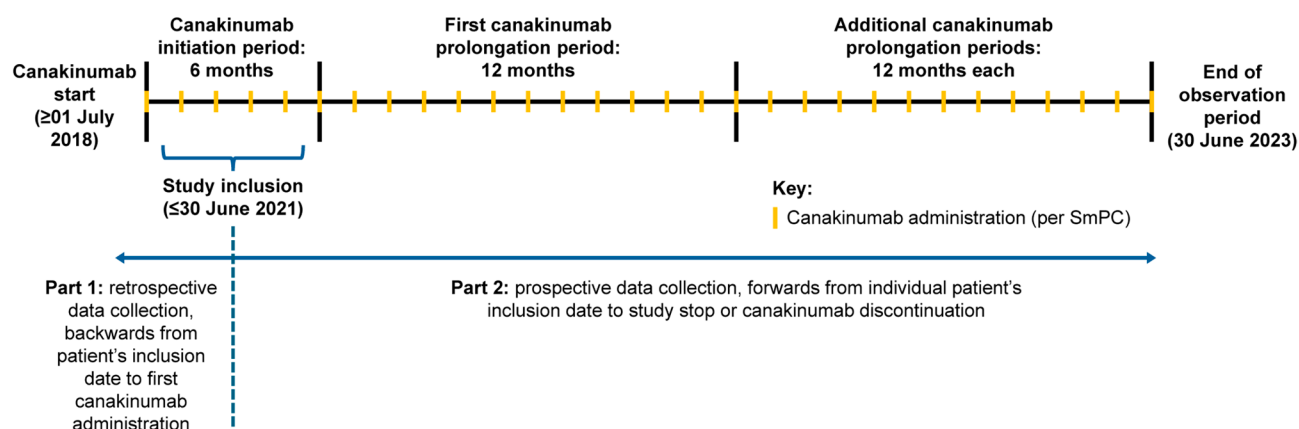 Canakinumab
start
(≥01 July
2018)
Canakinumab
initiation period:
6 months
First canakinumab
prolongation period:
12 months
Additional canakinumab
prolongation periods:
12 months each
End of
observation
period
(30 June 2023)
Study inclusion
(≤30 June 2021)
Key:
Canakinumab administration (per SmPC)
Part 1: retrospective
data collection,
backwards from
patient’s inclusion
date to first
canakinumab
administration
Part 2: prospective data collection, forwards from individual patient’s
inclusion date to study stop or canakinumab discontinuation